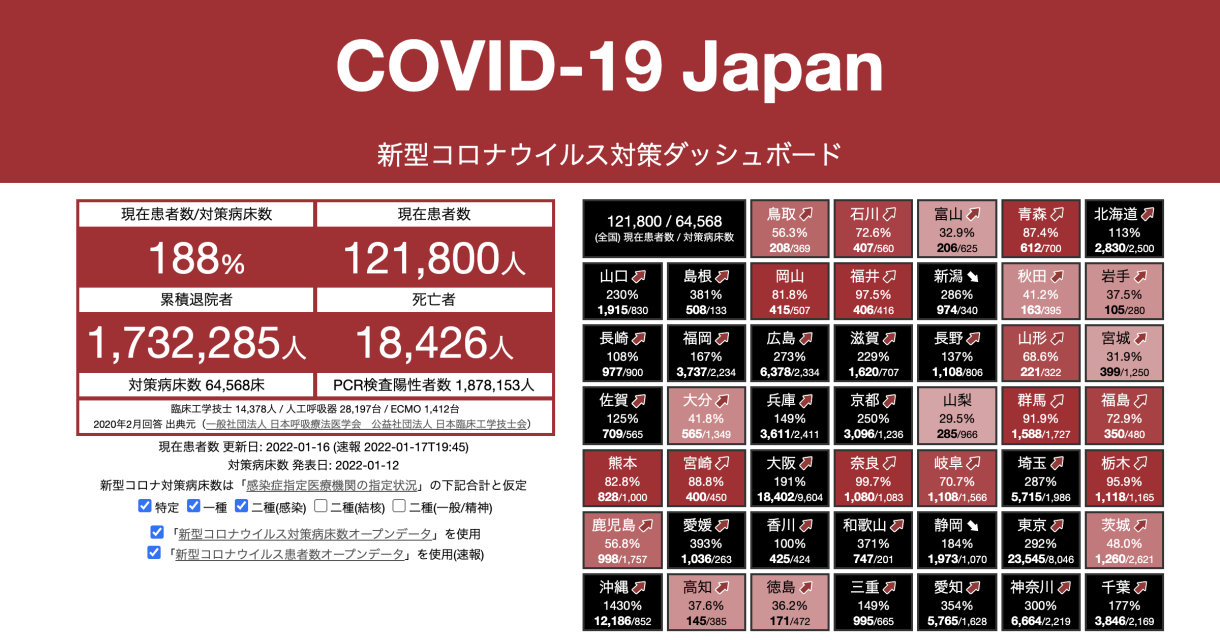 COVID-19 Japan
新型コロナウイルス対策ダッシュボード
現在患者数/対策病床数
現在患者数
188%
121,800人
累積退院者
死亡者
1,732,285人
18,426人
対策病床数 64,568床
PCR検査陽性者数 1,878,153人
臨床工学技士 14,378人 / 人工呼吸器 28,197台 / ECMO 1,412台
2020年2月回答 出典元（一般社団法人 日本呼吸療法医学会　公益社団法人 日本臨床工学技士会）
現在患者数 更新日: 2022-01-16 (速報 2022-01-17T19:45)
対策病床数 発表日: 2022-01-12
新型コロナ対策病床数は「感染症指定医療機関の指定状況」の下記合計と仮定
特定 一種 二種(感染) 二種(結核) 二種(一般/精神)
「新型コロナウイルス対策病床数オープンデータ」を使用
「新型コロナウイルス患者数オープンデータ」を使用(速報)
121,800 / 64,568
(全国) 現在患者数 / 対策病床数
鳥取
56.3%
208/369
石川
72.6%
407/560
富山
32.9%
206/625
青森
87.4%
612/700
北海道
113%
2,830/2,500
山口
230%
1,915/830
島根
381%
508/133
岡山
81.8%
415/507
福井
97.5%
406/416
新潟
286%
974/340
秋田
41.2%
163/395
岩手
37.5%
105/280
長崎
108%
977/900
福岡
167%
3,737/2,234
広島
273%
6,378/2,334
滋賀
229%
1,620/707
長野
137%
1,108/806
山形
68.6%
221/322
宮城
31.9%
399/1,250
佐賀
125%
709/565
大分
41.8%
565/1,349
兵庫
149%
3,611/2,411
京都
250%
3,096/1,236
山梨
29.5%
285/966
群馬
91.9%
1,588/1,727
福島
72.9%
350/480
熊本
82.8%
828/1,000
宮崎
88.8%
400/450
大阪
191%
18,402/9,604
奈良
99.7%
1,080/1,083
岐阜
70.7%
1,108/1,566
埼玉
287%
5,715/1,986
栃木
95.9%
1,118/1,165
鹿児島
56.8%
998/1,757
愛媛
393%
1,036/263
香川
100%
425/424
和歌山
371%
747/201
静岡
184%
1,973/1,070
東京
292%
23,545/8,046
茨城
48.0%
1,260/2,621
沖縄
1430%
12,186/852
高知
37.6%
145/385
徳島
36.2%
171/472
三重
149%
995/665
愛知
354%
5,765/1,628
神奈川
300%
6,664/2,219
千葉
177%
3,846/2,169